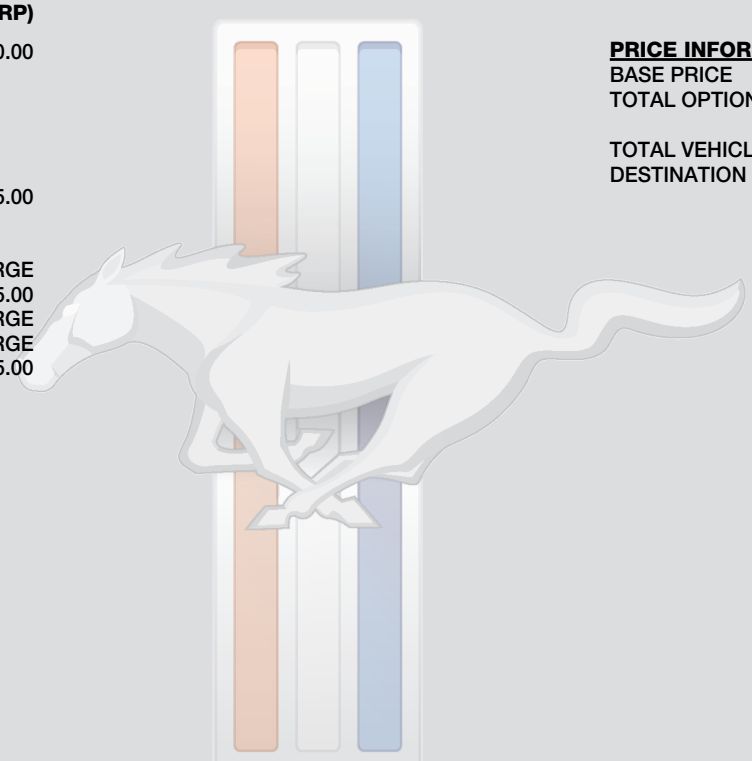 RP)
0.00
5.00
RGE
5.00
RGE
RGE
5.00
PRICE INFOR
BASE PRICE
TOTAL OPTION
TOTAL VEHICL
DESTINATION